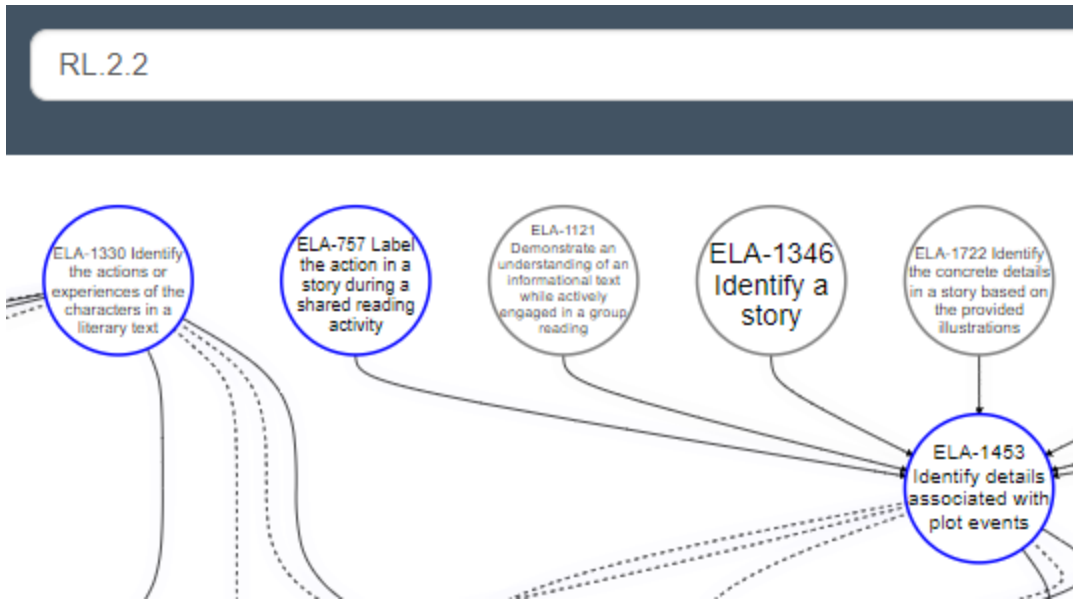 RL.2.2
ELA-1330 Identify
the actions or
experiences of the
characters in a
literary text
ELA-757 Label
the action in a
story during a
shared reading
activity
ELA-1121
Demonstrate an
understanding of an
informational text
while actively
engaged in a group
reading
ELA-1346
Identify a
story
ELA-1722 Identify
the concrete details
in a story based on
the provided
illustrations
ELA-1453
Identify details
associated with
plot events